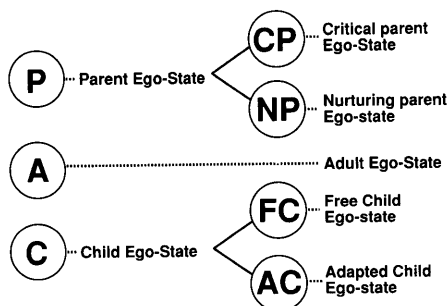 P
Parent Ego-State
CP
Critical parent
Ego-State
NP
Nurturing parent
Ego-state
A
Adult Ego-State
C
Child Ego-State
FC
Free Child
Ego-state
AC
Adapted Child
Ego-state